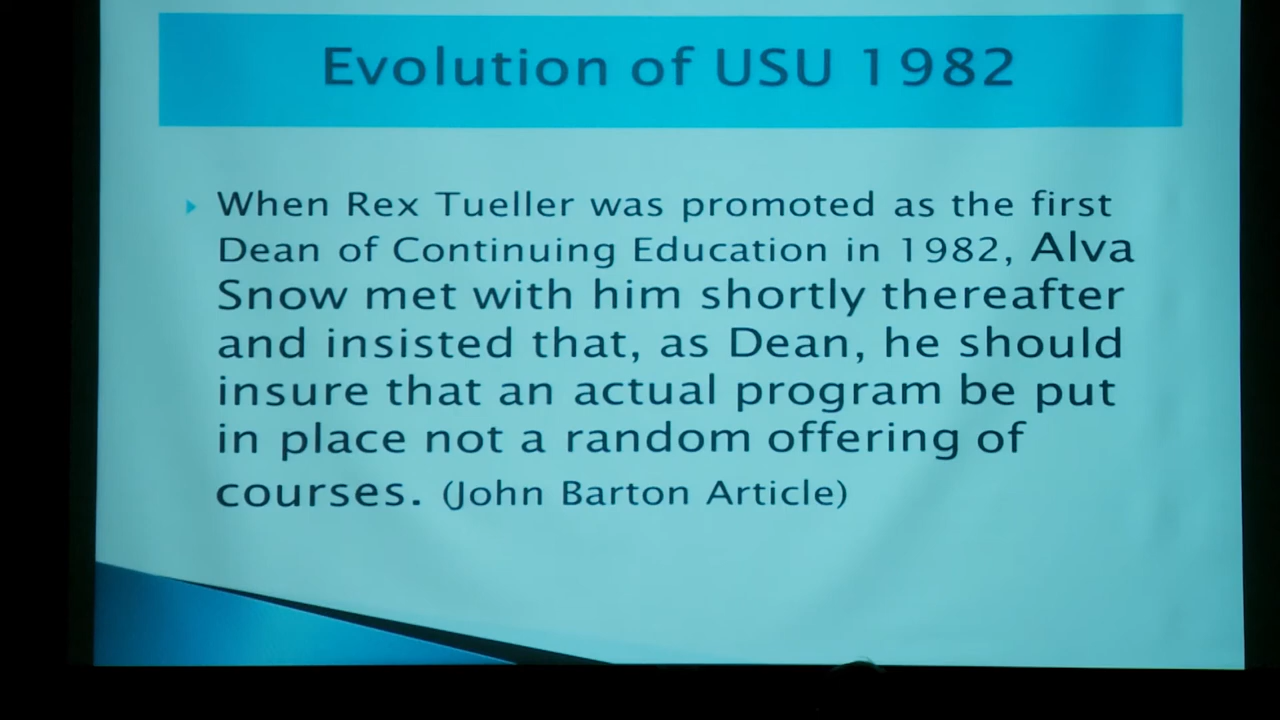 Evolution of USU 1982
When Rex Tueller was promoted as the first
Dean of Continuing Education in 1982, Alva
Snow met with him shortly thereafter
and insisted that, as Dean, he should
insure that an actual program be put
in place not a random offering of
courses. (John Barton Article)